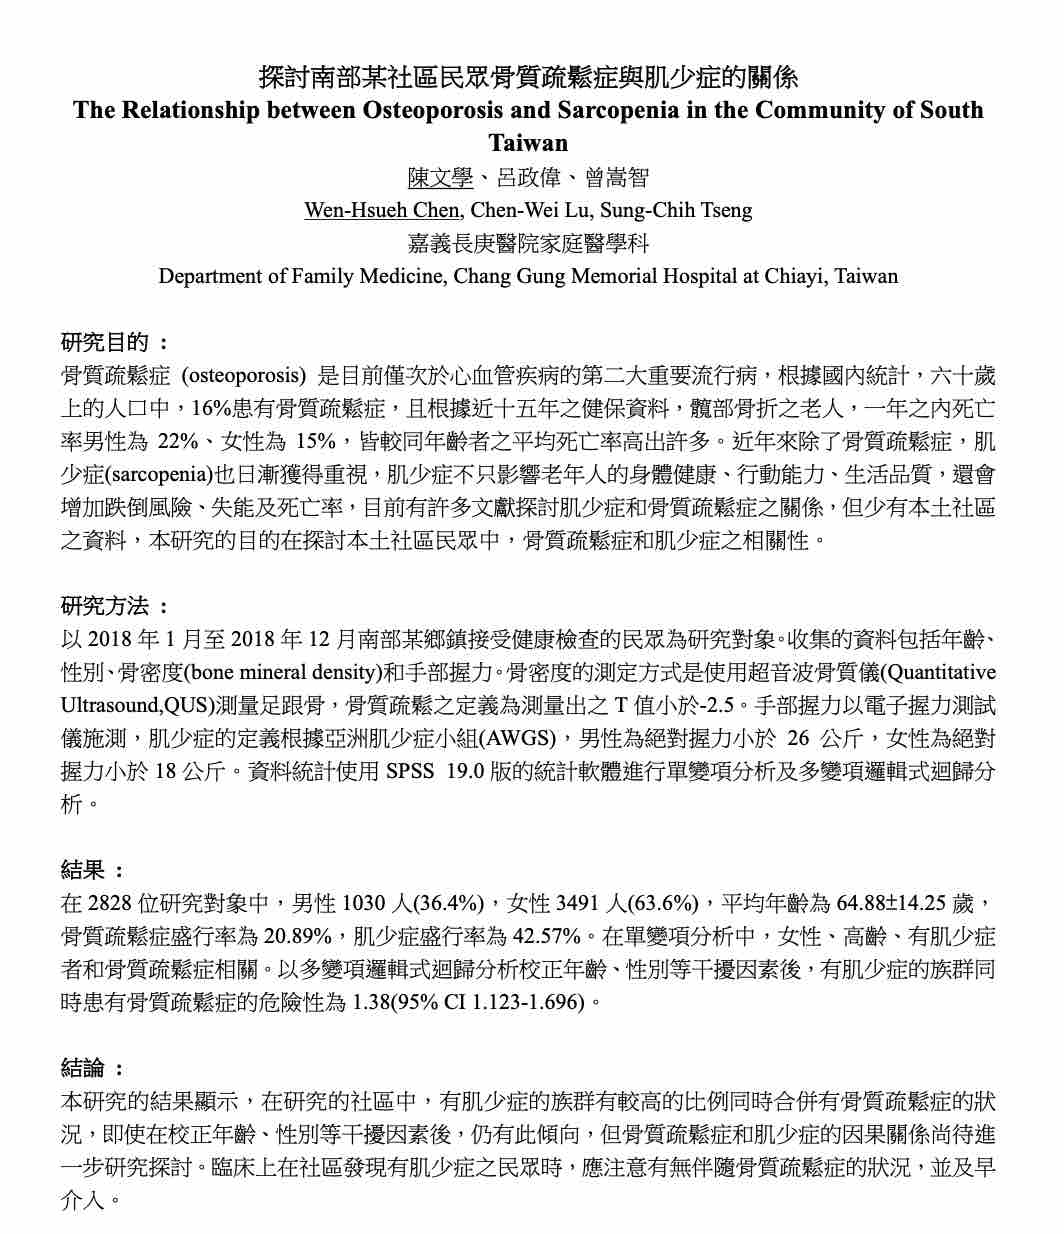 探討南部某社區民眾骨質疏鬆症與肌少症的關係
The Relationship between Osteoporosis and Sarcopenia in the Community of South
Taiwan
陳文學、呂政偉、曾嵩智
Wen-Hsueh Chen, Chen-Wei Lu, Sung-Chih Tseng
嘉義長庚醫院家庭醫學科
Department of Family Medicine, Chang Gung Memorial Hospital at Chiayi, Taiwan
研究目的：
骨質疏鬆症 (osteoporosis) 是目前僅次於心血管疾病的第二大重要流行病，根據國內統計，六十歲
上的人口中，16%患有骨質疏鬆症，且根據近十五年之健保資料，髖部骨折之老人，一年之內死亡
率男性為 22%、女性為 15%，皆較同年齡者之平均死亡率高出許多。近年來除了骨質疏鬆症，肌
少症(sarcopenia)也日漸獲得重視，肌少症不只影響老年人的身體健康、行動能力、生活品質，還會
增加跌倒風險、失能及死亡率，目前有許多文獻探討肌少症和骨質疏鬆症之關係，但少有本土社區
之資料，本研究的目的在探討本土社區民眾中，骨質疏鬆症和肌少症之相關性。
研究方法：
以 2018 年 1 月至 2018 年 12 月南部某鄉鎮接受健康檢查的民眾為研究對象。收集的資料包括年齡、
性別、骨密度(bone mineral density)和手部握力。骨密度的測定方式是使用超音波骨質儀(Quantitative
Ultrasound,QUS)測量足跟骨，骨質疏鬆之定義為測量出之 T 值小於-2.5。手部握力以電子握力測試
儀施測，肌少症的定義根據亞洲肌少症小組(AWGS)，男性為絕對握力小於 26 公斤，女性為絕對
握力小於 18 公斤。資料統計使用 SPSS 19.0 版的統計軟體進行單變項分析及多變項邏輯式迴歸分
析。
結果：
在 2828 位研究對象中，男性 1030 人(36.4%)，女性 3491 人(63.6%)，平均年齡為 64.88±14.25 歲，
骨質疏鬆症盛行率為 20.89%，肌少症盛行率為 42.57%。在單變項分析中，女性、高齡、有肌少症
者和骨質疏鬆症相關。以多變項邏輯式迴歸分析校正年齡、性別等干擾因素後，有肌少症的族群同
時患有骨質疏鬆症的危險性為 1.38(95% CI 1.123-1.696)。
結論：
本研究的結果顯示，在研究的社區中，有肌少症的族群有較高的比例同時合併有骨質疏鬆症的狀
況，即使在校正年齡、性別等干擾因素後，仍有此傾向，但骨質疏鬆症和肌少症的因果關係尚待進
一步研究探討。臨床上在社區發現有肌少症之民眾時，應注意有無伴隨骨質疏鬆症的狀況，並及早
介入。